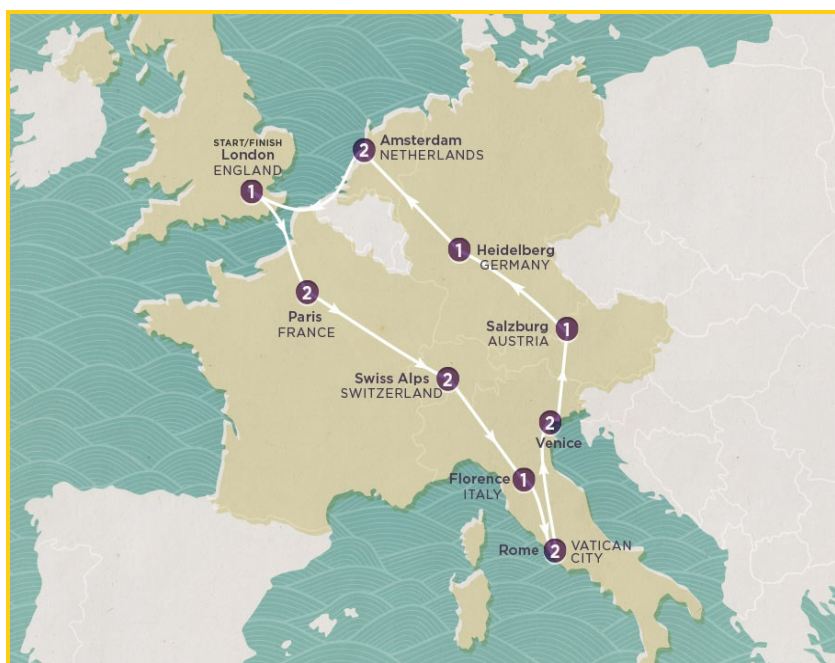 START/FINISH
London
ENGLAND
1
2
Amsterdam
NETHERLANDS
1
Heidelberg
GERMANY
2
Paris
FRANCE
Salzburg
AUSTRIA
1
Swiss Alps
SWITZERLAND
2
2
Venice
Florence
ITALY
1
Rome
2
VATICAN
CITY